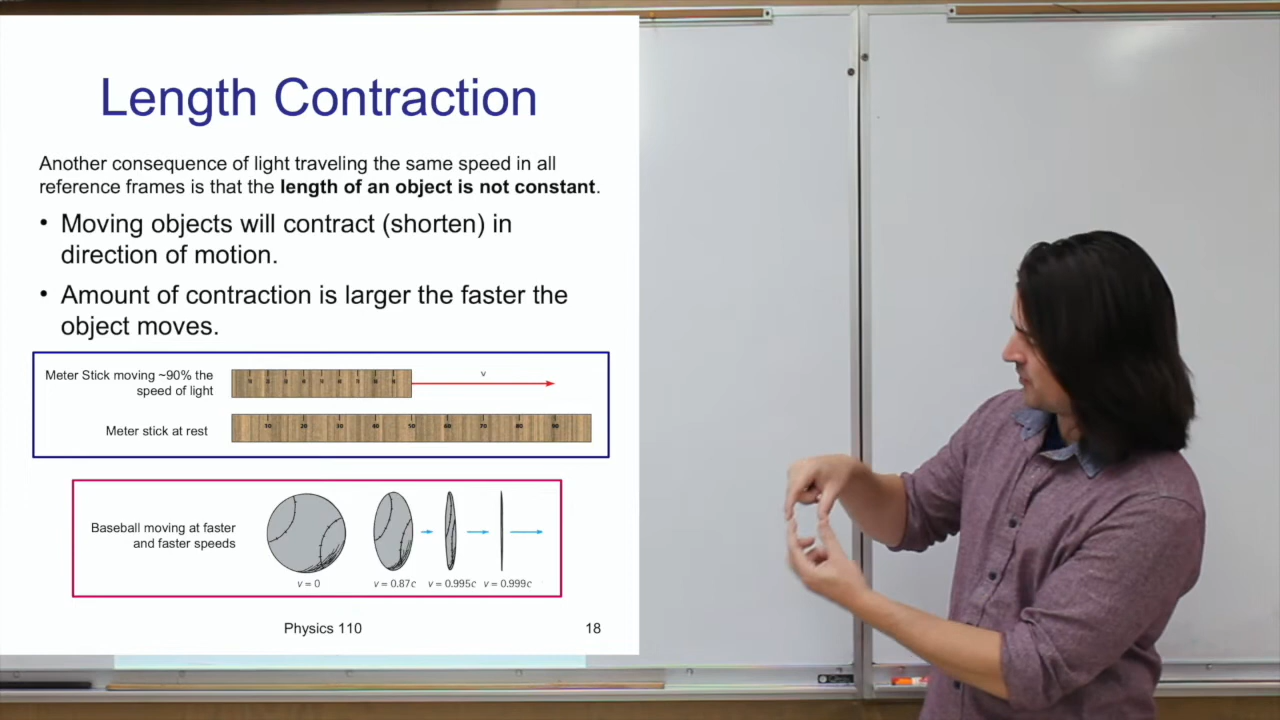 Length Contraction
Another consequence of light traveling the same speed in all
reference frames is that the length of an object is not constant.
• Moving objects will contract (shorten) in
direction of motion.
• Amount of contraction is larger the faster the
object moves.
Meter Stick moving ~90% the
speed of light
v
Meter stick at rest
10 20 30 40 50 60 70 80 90
Baseball moving at faster
and faster speeds
v = 0
v = 0.87c
v = 0.995c
v = 0.999c
Physics 110
18